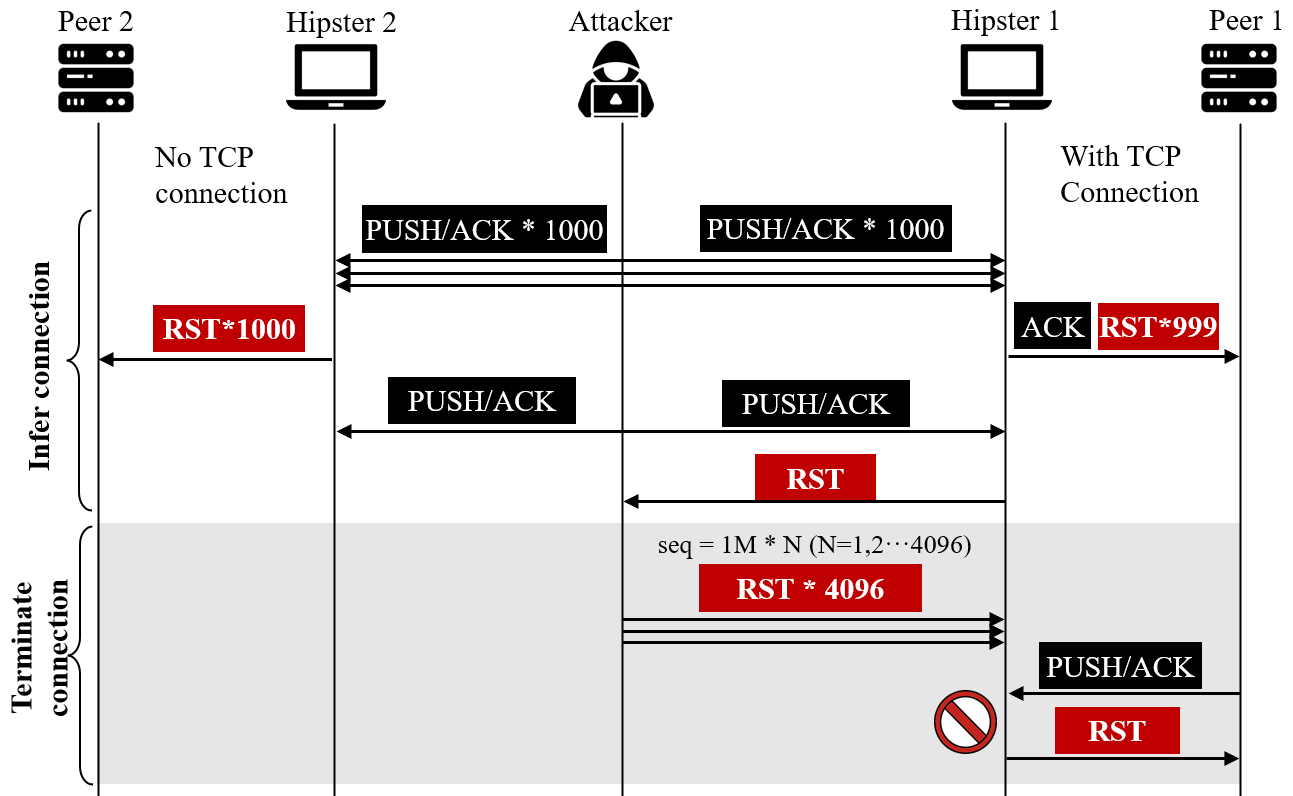 Peer 2
Hipster 2
Attacker
Hipster 1
Peer 1
No TCP
connection
With TCP
Connection
PUSH/ACK * 1000
PUSH/ACK * 1000
RST*1000
ACK
RST*999
Infer connection
PUSH/ACK
PUSH/ACK
RST
seq = 1M * N (N=1,2⋯4096)
RST * 4096
Terminate
connection
PUSH/ACK
RST